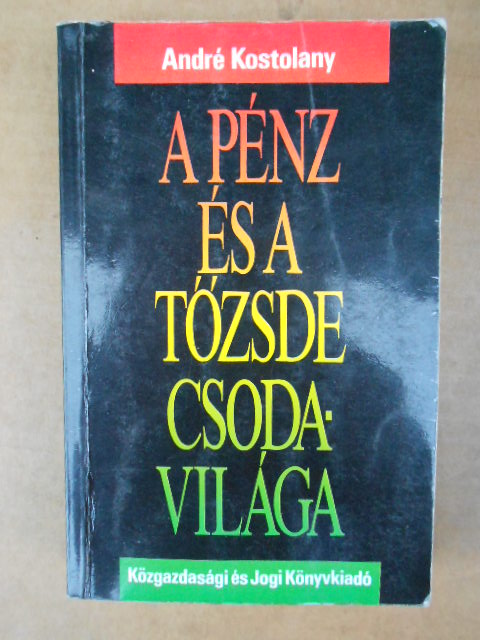 André Kostolany
A PÉNZ
ÉS A
TŐZSDE
CSODA-
VILÁGA
Közgazdasági és Jogi Könyvkiadó